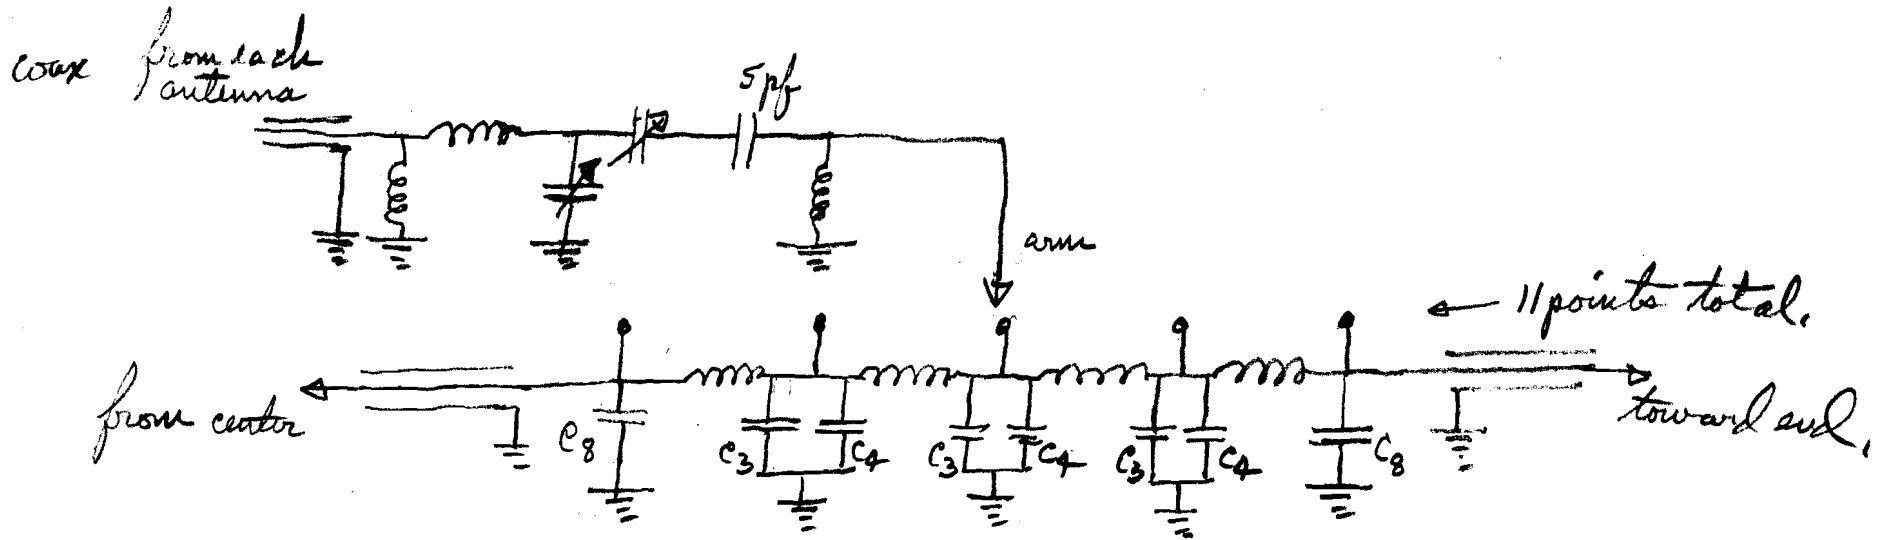 coax from each
antenna
5pf
arm
← 11 points total.
from center
toward end.
C8
C3 C4 C3 C4 C3 C4 C8